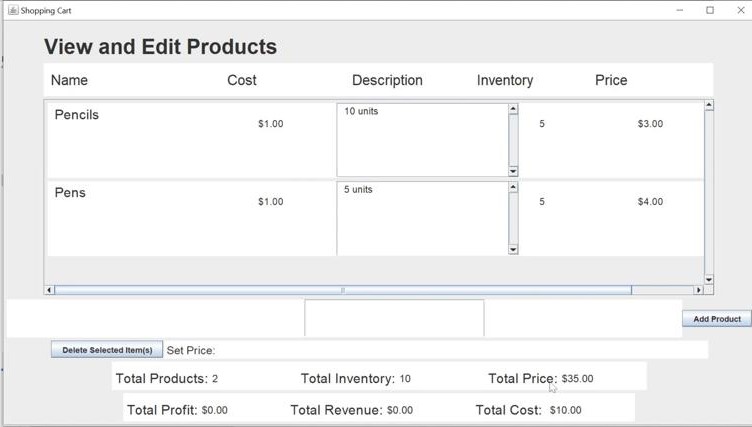 Shopping Cart
View and Edit Products
Name Cost Description Inventory Price
Pencils $1.00 10 units 5 $3.00
Pens $1.00 5 units 5 $4.00
Add Product
Delete Selected Item(s) Set Price:
Total Products: 2 Total Inventory: 10 Total Price: $35.00
Total Profit: $0.00 Total Revenue: $0.00 Total Cost: $10.00